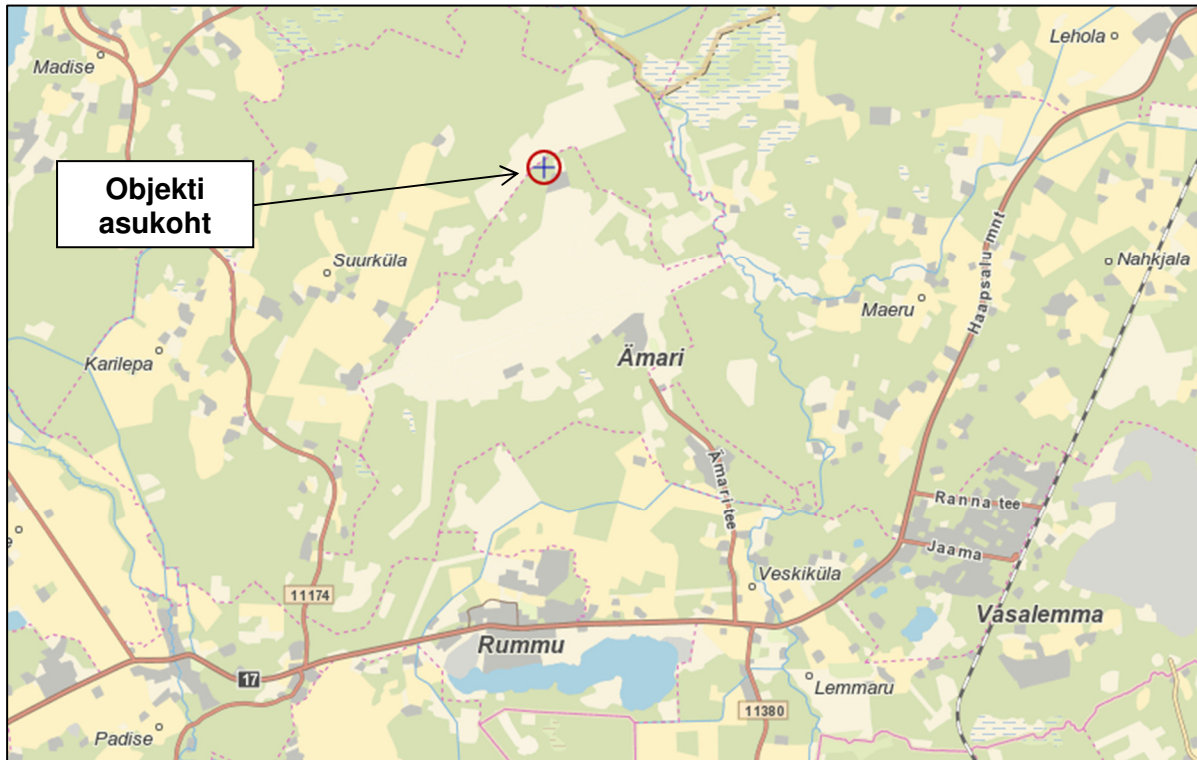 Lehola
Madise
Objekti
asukoht
Haapsalu mnt
Nahkjala
Suurküla
Maeru
Karilepa
Ämari
Ämari tee
Ranna tee
Jaama
e
11174
Veskiküla
Vasalemma
Rummu
17
Lemmaru
11380
Padise